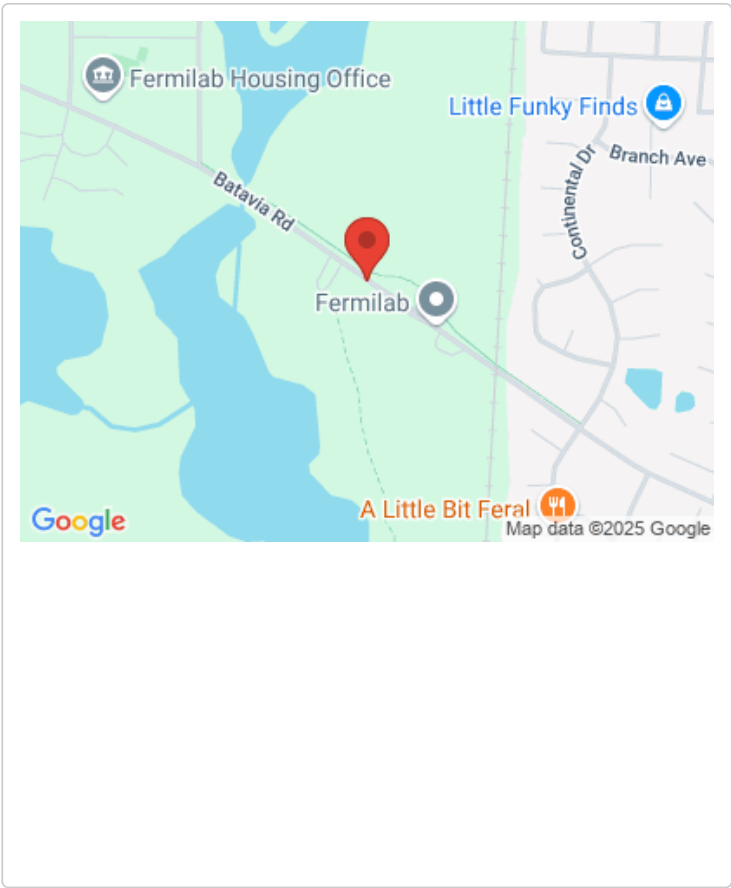 Fermilab Housing Office
Little Funky Finds
Branch Ave
Continental Dr
Batavia Rd
Fermilab
A Little Bit Feral
Google
Map data ©2025 Google